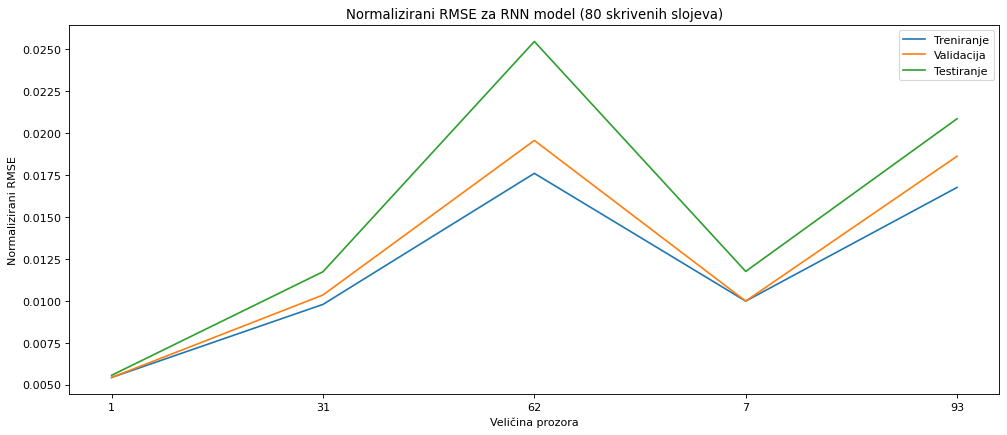 Normalizirani RMSE za RNN model (80 skrivenih slojeva)
Treniranje
Validacija
Testiranje
Normalizirani RMSE
0.0250
0.0225
0.0200
0.0175
0.0150
0.0125
0.0100
0.0075
0.0050
1 31 62 7 93
Veličina prozora